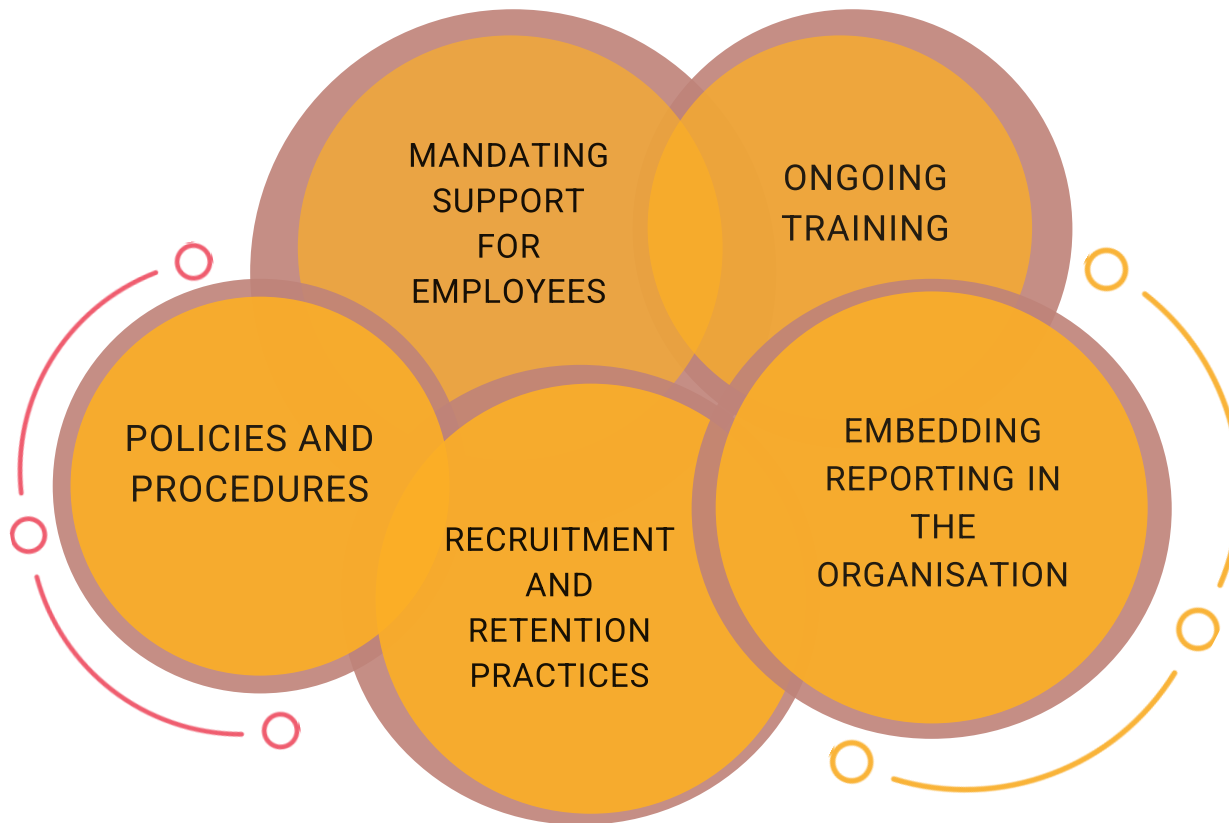 MANDATING
SUPPORT
FOR
EMPLOYEES
ONGOING
TRAINING
POLICIES AND
PROCEDURES
RECRUITMENT
AND
RETENTION
PRACTICES
EMBEDDING
REPORTING IN
THE
ORGANISATION